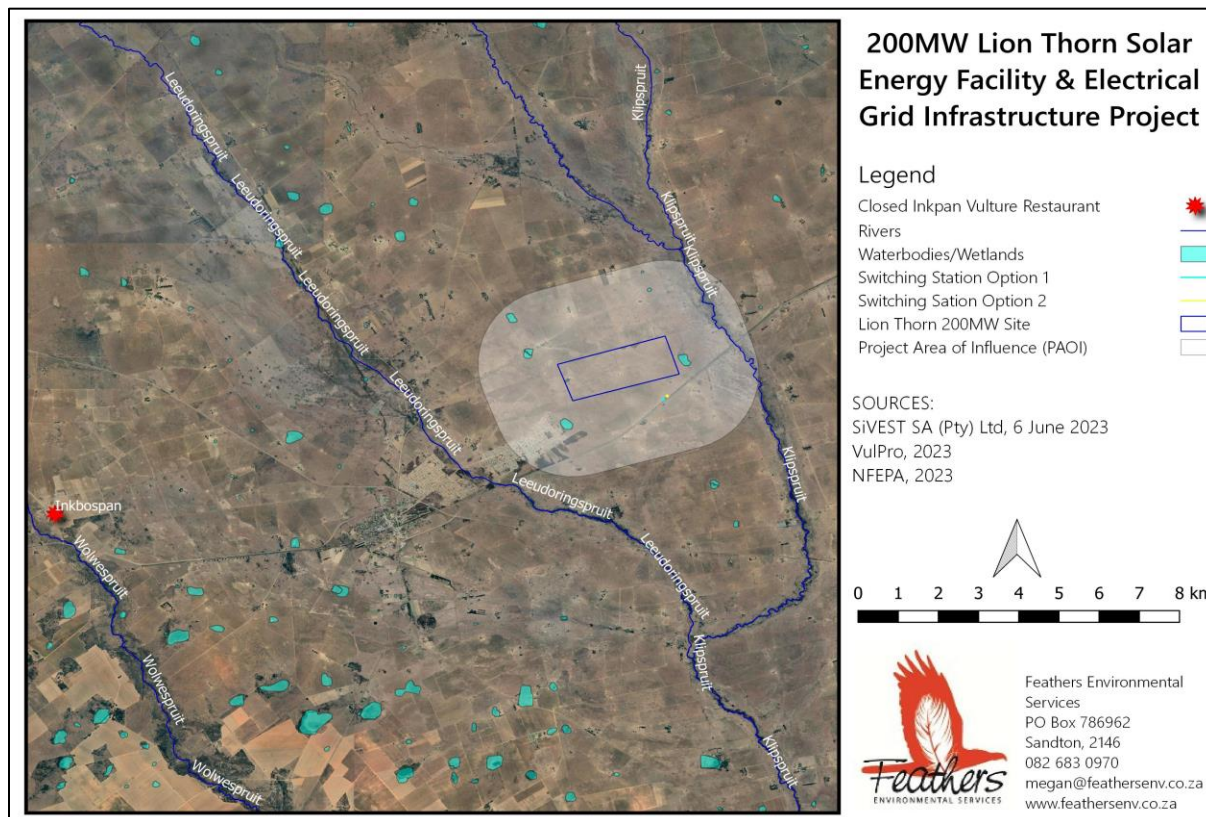 200MW Lion Thorn Solar
Energy Facility & Electrical
Grid Infrastructure Project
Legend
Closed Inkpan Vulture Restaurant
Rivers
Waterbodies/Wetlands
Switching Station Option 1
Switching Sation Option 2
Lion Thorn 200MW Site
Project Area of Influence (PAOI)
SOURCES:
SiVEST SA (Pty) Ltd, 6 June 2023
VulPro, 2023
NFEPA, 2023
0 1 2 3 4 5 6 7 8 km
Feathers
ENVIRONMENTAL SERVICES
Feathers Environmental
Services
PO Box 786962
Sandton, 2146
082 683 0970
megan@feathersenv.co.za
www.feathersenv.co.za
Leeudoringspruit
Leeudoringspruit
Leeudoringspruit
Leeudoringspruit
Leeudoringspruit
Leeudoringspruit
Leeudoringspruit
Klipspruit
Klipspruit
Klipspruit
Klipspruit
Klipspruit
Klipspruit
Inkbospan
Wolwespruit
Wolwespruit
Wolwespruit